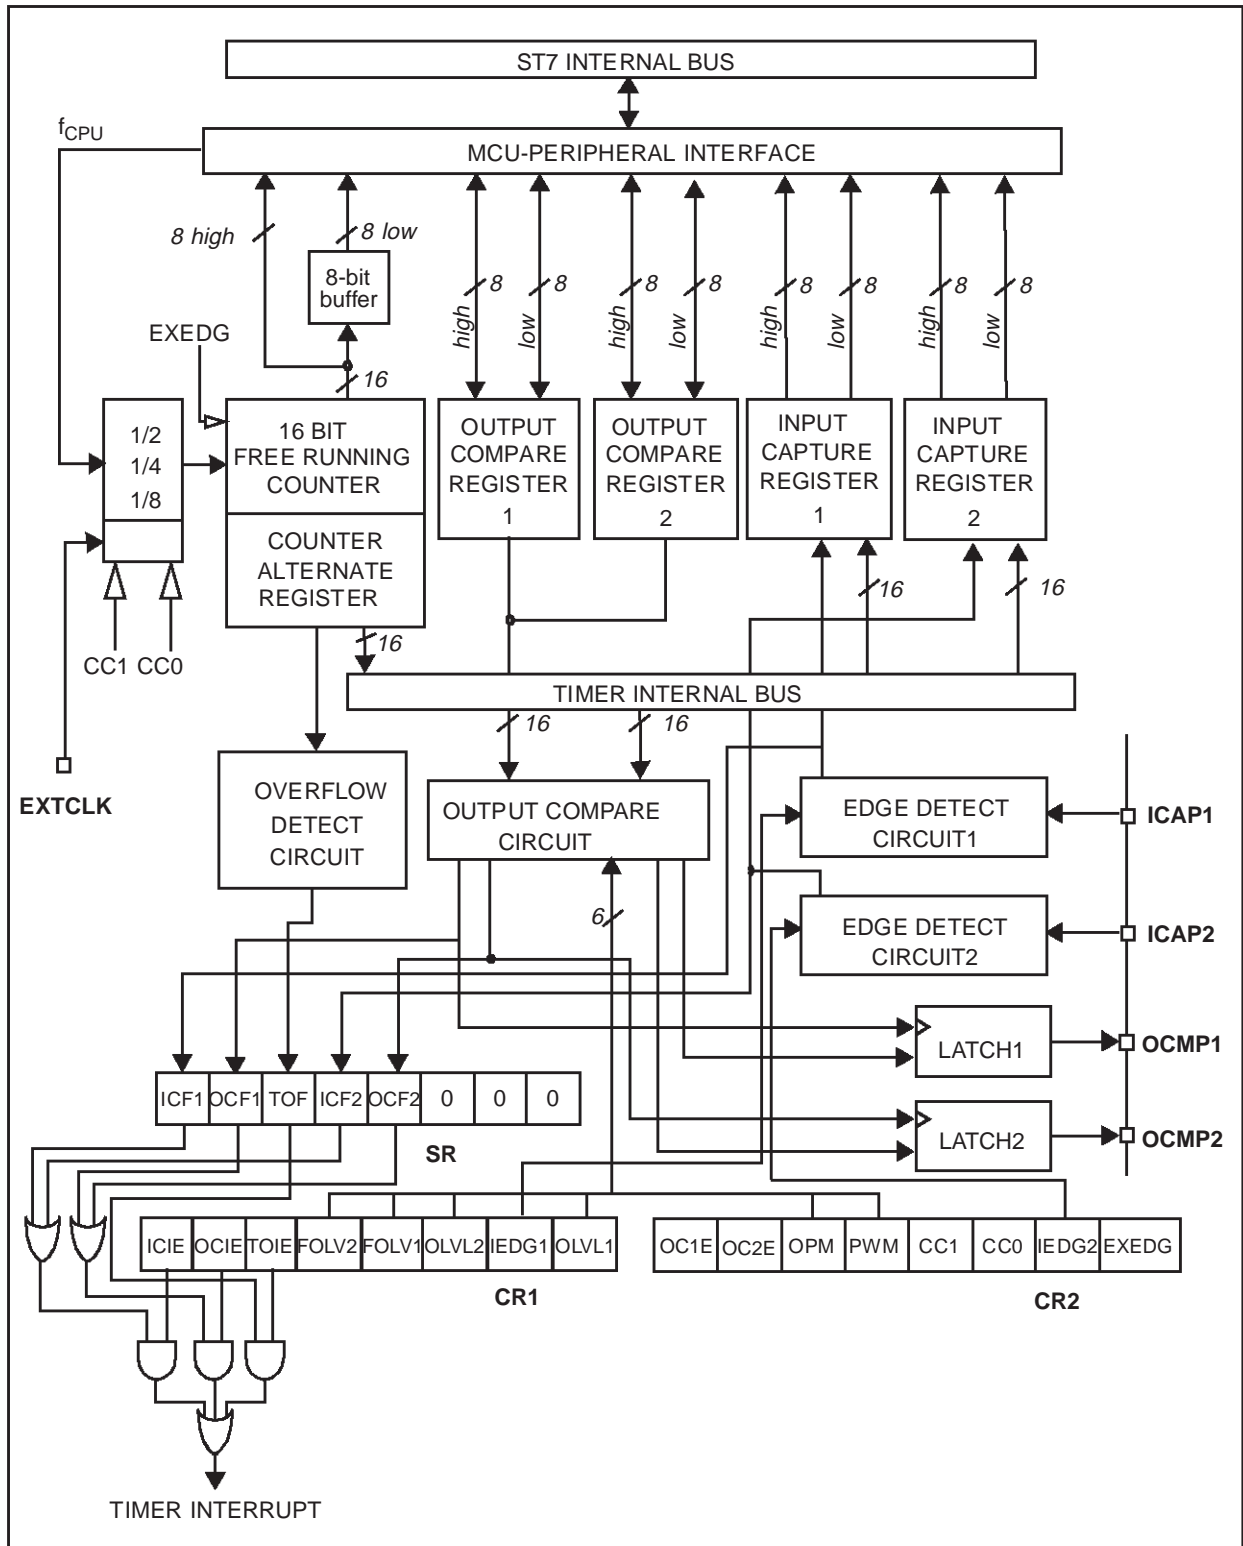 ST7 INTERNAL BUS
fCPU
MCU-PERIPHERAL INTERFACE
8 high
8 low
8-bit
buffer
8
8
8
8
8
8
8
8
high
low
high
low
high
low
high
low
EXEDG
16
1/2
1/4
1/8
16 BIT
FREE RUNNING
COUNTER
COUNTER
ALTERNATE
REGISTER
OUTPUT
COMPARE
REGISTER
1
OUTPUT
COMPARE
REGISTER
2
INPUT
CAPTURE
REGISTER
1
INPUT
CAPTURE
REGISTER
2
16
16
16
CC1 CC0
TIMER INTERNAL BUS
16
16
EXTCLK
OVERFLOW
DETECT
CIRCUIT
OUTPUT COMPARE
CIRCUIT
EDGE DETECT
CIRCUIT1
ICAP1
6
EDGE DETECT
CIRCUIT2
ICAP2
LATCH1
OCMP1
LATCH2
OCMP2
ICF1 OCF1 TOF ICF2 OCF2 0 0 0
SR
ICIE OCIE TOIE FOLV2 FOLV1 OLVL2 IEDG1 OLVL1
CR1
OC1E OC2E OPM PWM CC1 CC0 IEDG2 EXEDG
CR2
TIMER INTERRUPT